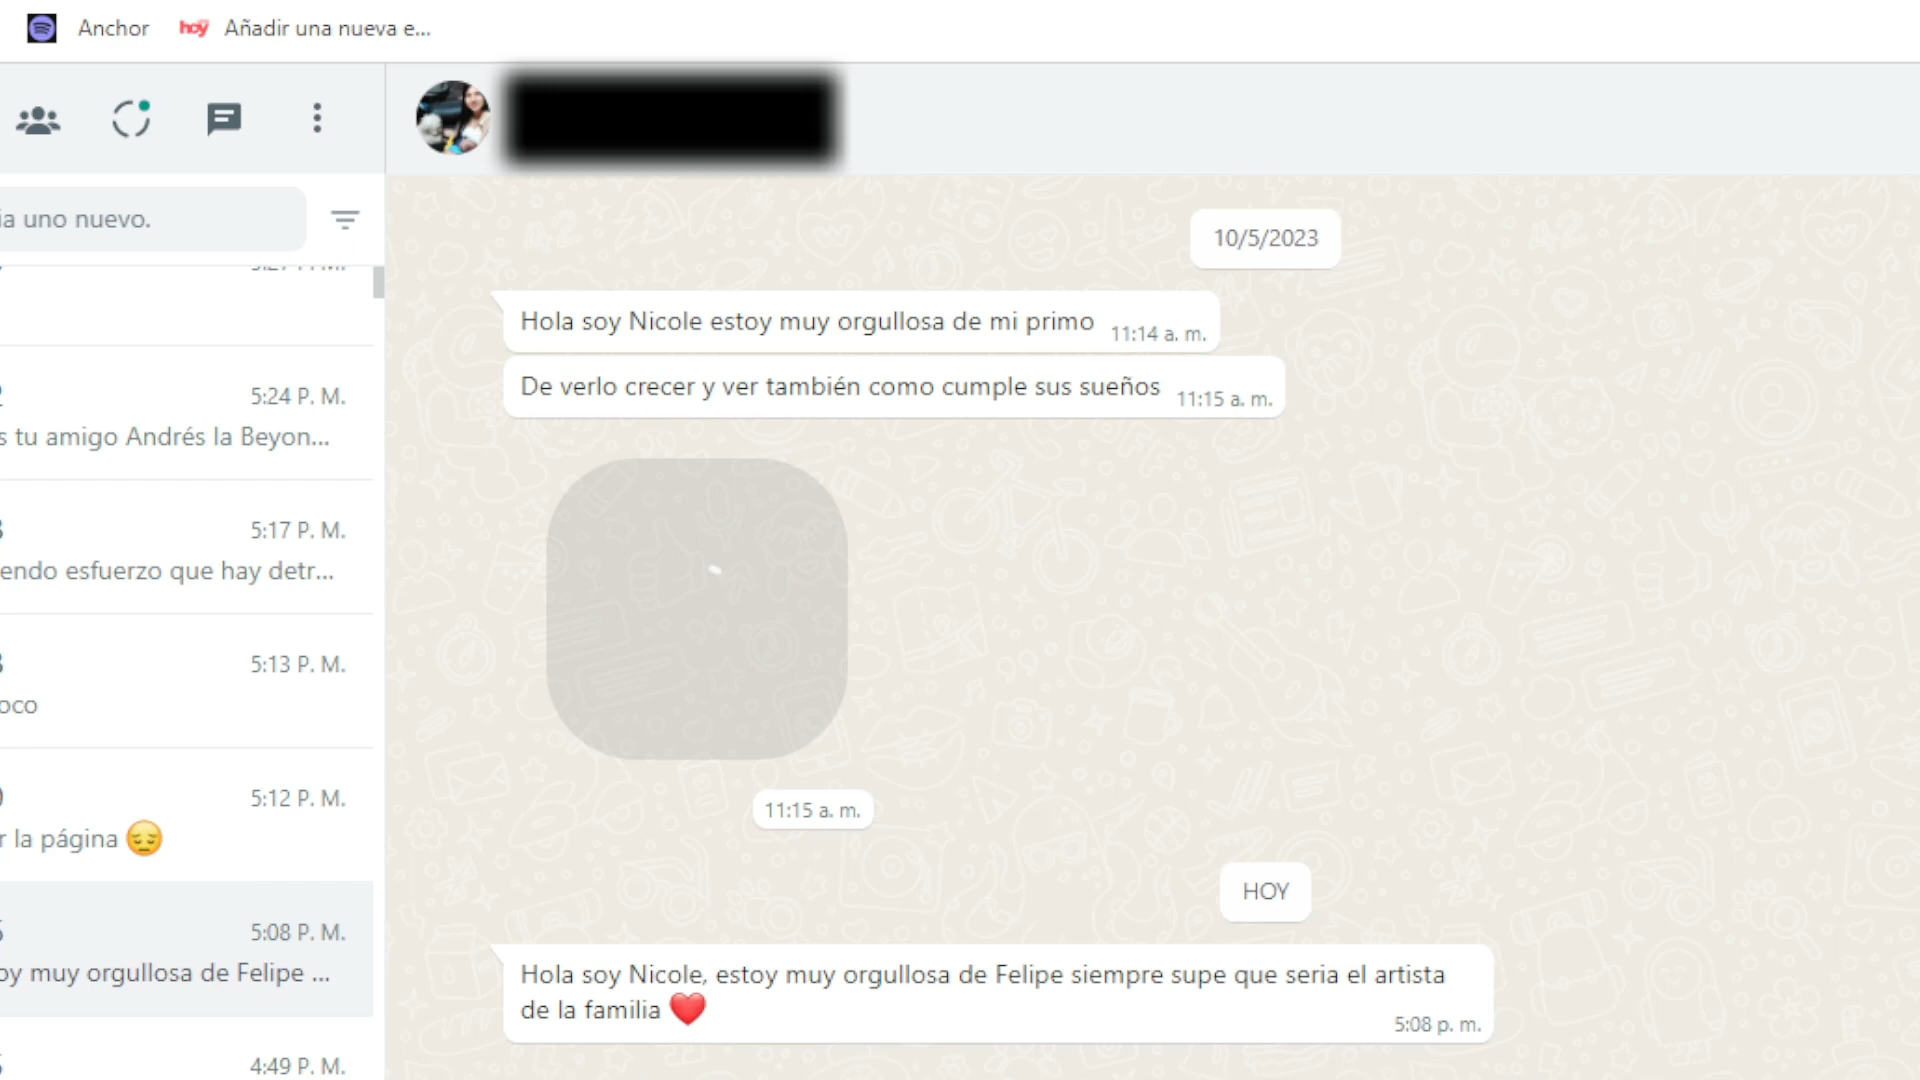 Anchor
hoy Añadir una nueva e...
ia uno nuevo.
10/5/2023
Hola soy Nicole estoy muy orgullosa de mi primo 11:14 a. m.
De verlo crecer y ver también como cumple sus sueños 11:15 a. m.
5:24 P. M.
s tu amigo Andrés la Beyon...
5:17 P. M.
endo esfuerzo que hay detr...
5:13 P. M.
oco
5:12 P. M.
r la página
5:08 P. M.
oy muy orgullosa de Felipe ...
4:49 P. M.
11:15 a. m.
HOY
Hola soy Nicole, estoy muy orgullosa de Felipe siempre supe que seria el artista
de la familia ❤️
5:08 p. m.